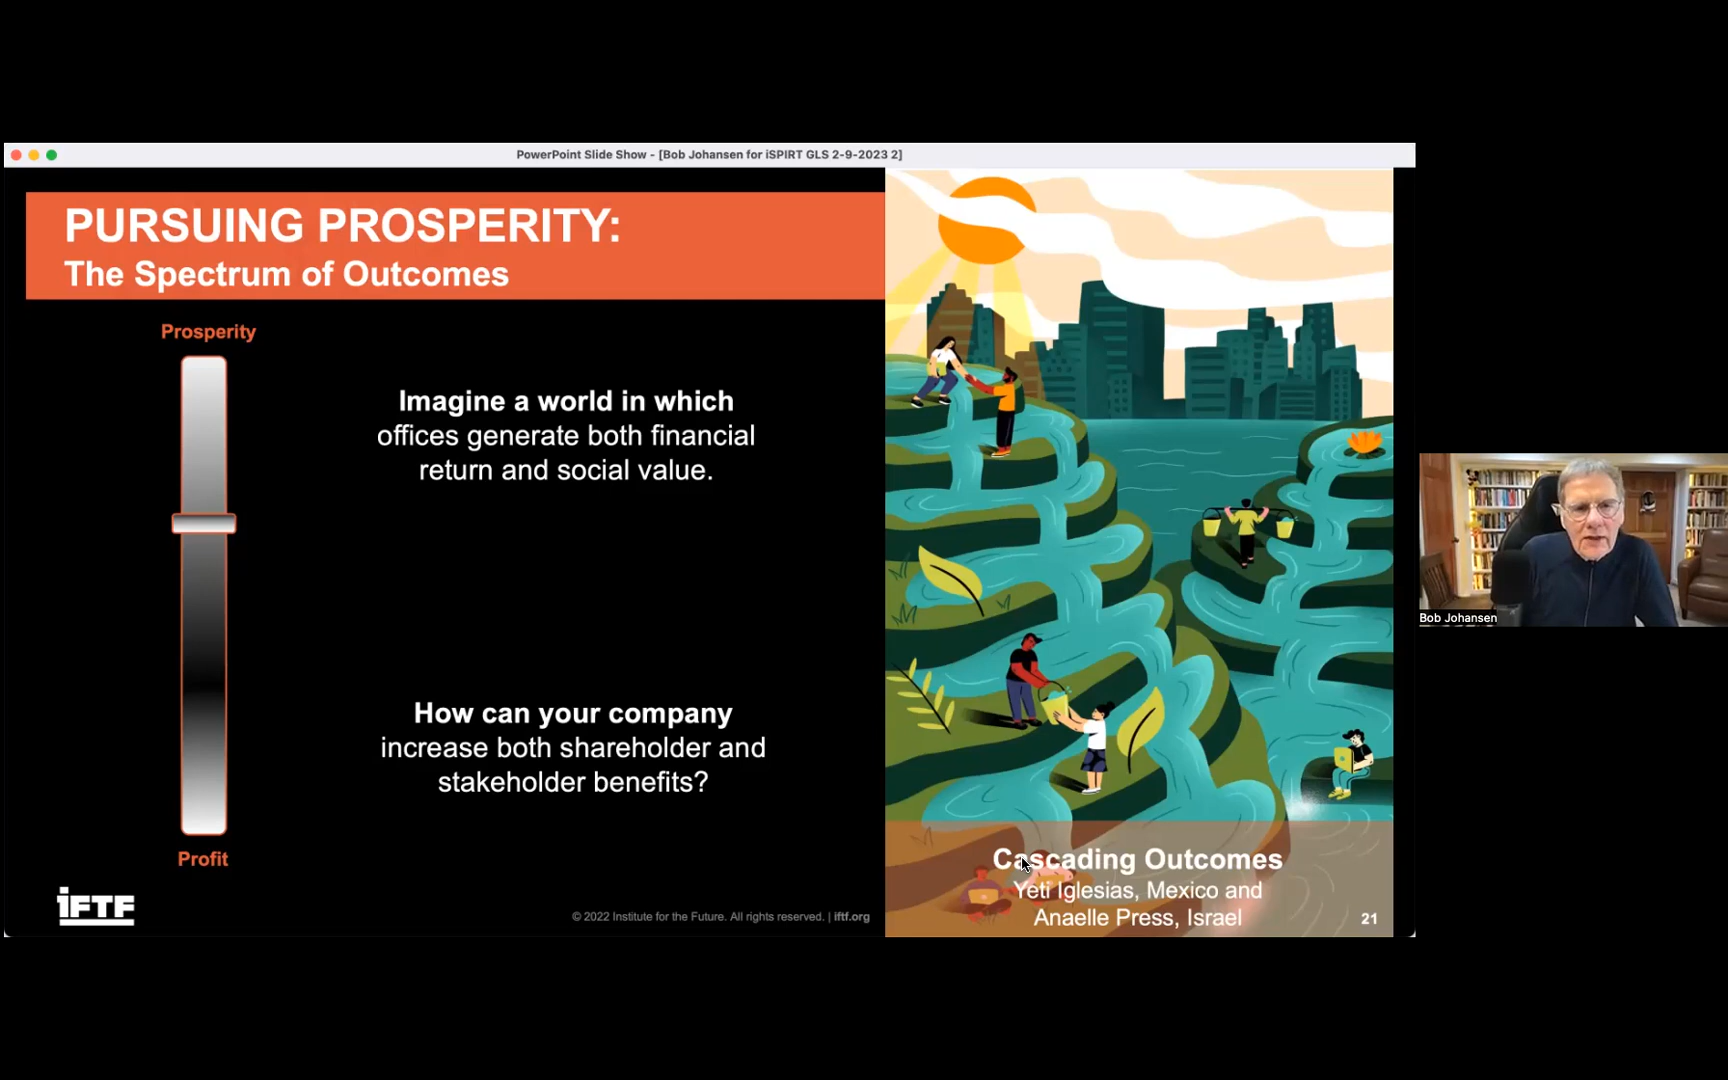 PowerPoint Slide Show - [Bob Johansen for iSPIRT GLS 2-9-2023 2]
PURSUING PROSPERITY:
The Spectrum of Outcomes
Prosperity
Imagine a world in which
offices generate both financial
return and social value.
How can your company
increase both shareholder and
stakeholder benefits?
Profit
iFTF
© 2022 Institute for the Future. All rights reserved. | iftf.org
Cascading Outcomes
Yeti Iglesias, Mexico and
Anaelle Press, Israel
21
Bob Johansen